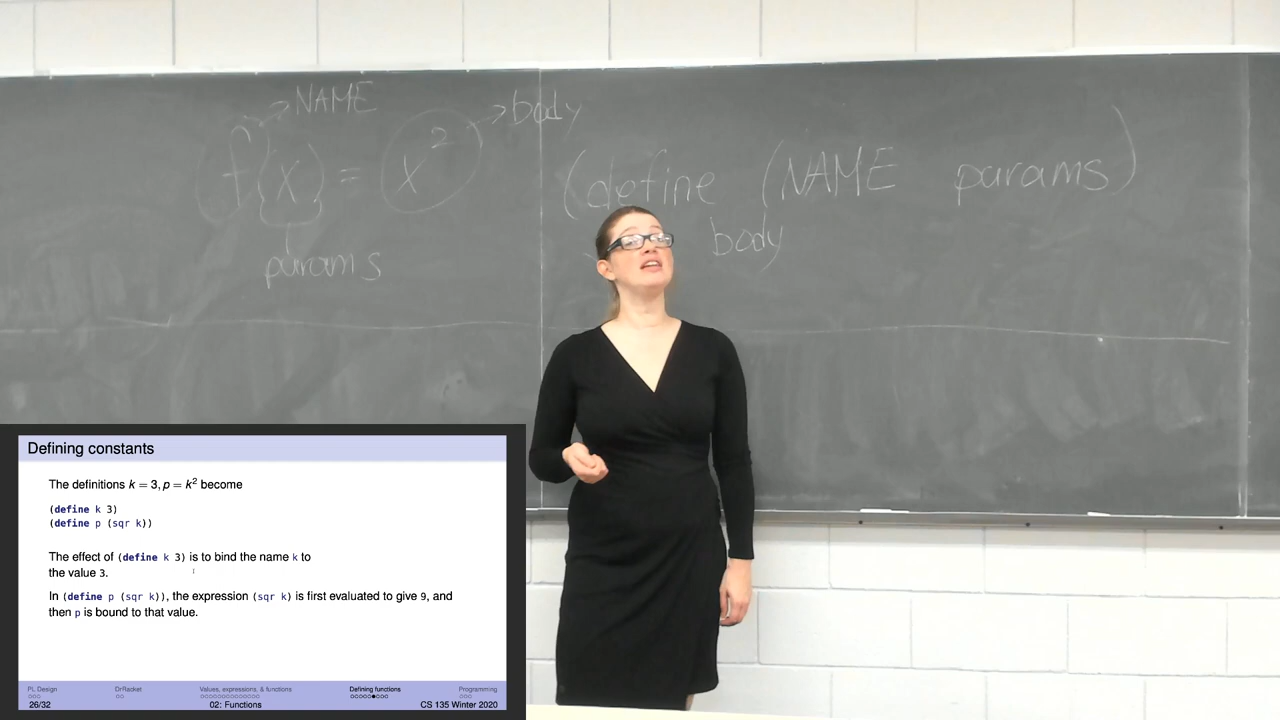 NAME
body
f(x) = x²
(define (NAME params)
body
params
Defining constants
The definitions k = 3, p = k² become
(define k 3)
(define p (sqr k))
The effect of (define k 3) is to bind the name k to
the value 3.
In (define p (sqr k)), the expression (sqr k) is first evaluated to give 9, and
then p is bound to that value.
PL Design DrRacket Values, expressions, & functions Defining functions Programming
26/32 02: Functions CS 135 Winter 2020